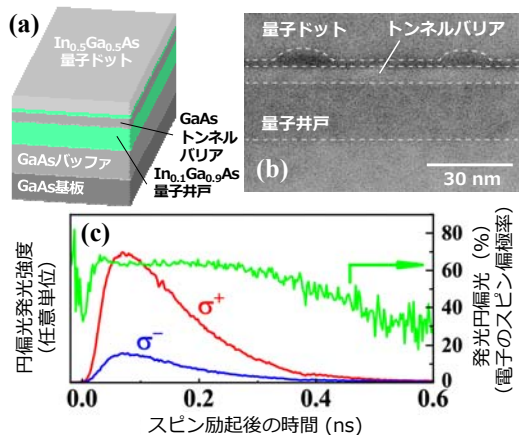 (a)
In0.5Ga0.5As
量子ドット
GaAs
トンネル
バリア
In0.1Ga0.9As
量子井戸
GaAsバッファ
GaAs基板
量子ドット
トンネルバリア
量子井戸
(b)
30 nm
(c)
円偏光発光強度
(任意単位)
σ+
σ−
80
60
40
20
0
発光円偏光 (%)
(電子のスピン偏極率)
0.0
0.2
0.4
0.6
スピン励起後の時間 (ns)